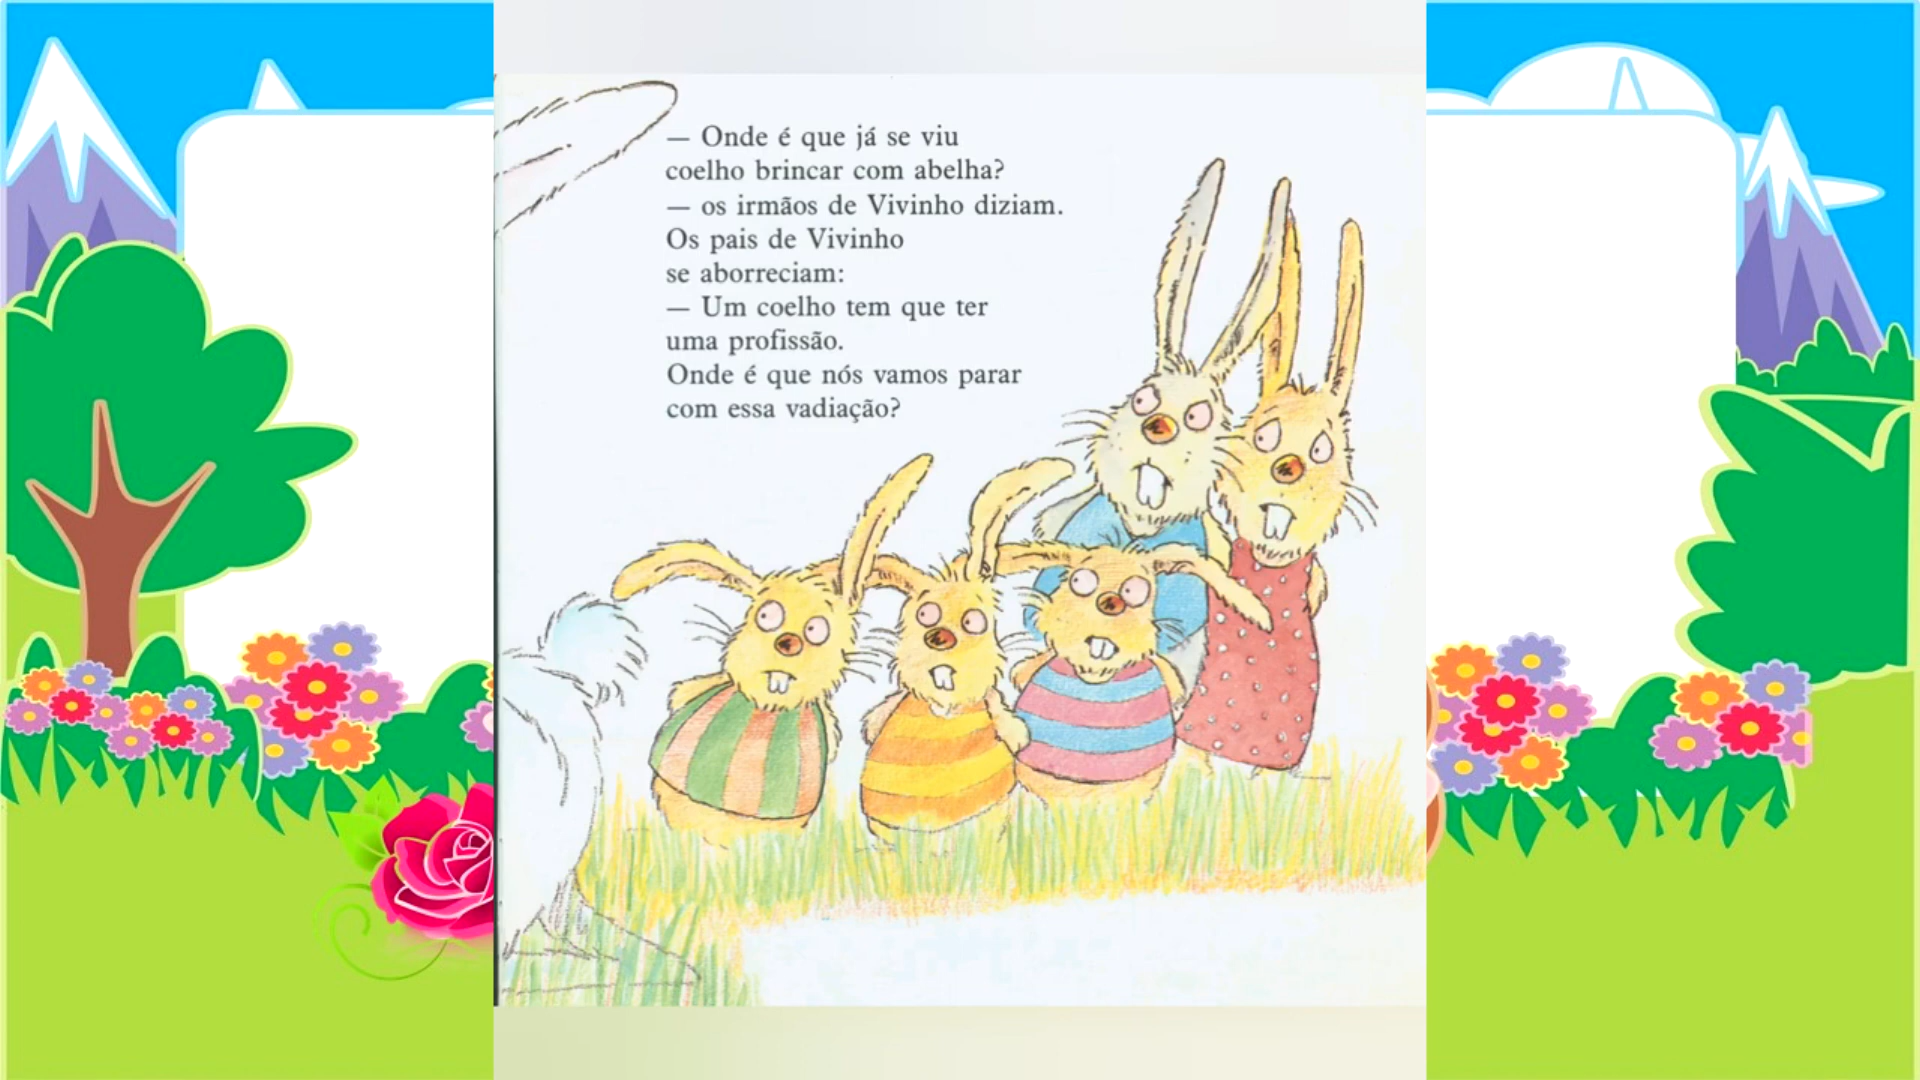 — Onde é que já se viu
coelho brincar com abelha?
— os irmãos de Vivinho diziam.
Os pais de Vivinho
se aborreciam:
— Um coelho tem que ter
uma profissão.
Onde é que nós vamos parar
com essa vadiação?